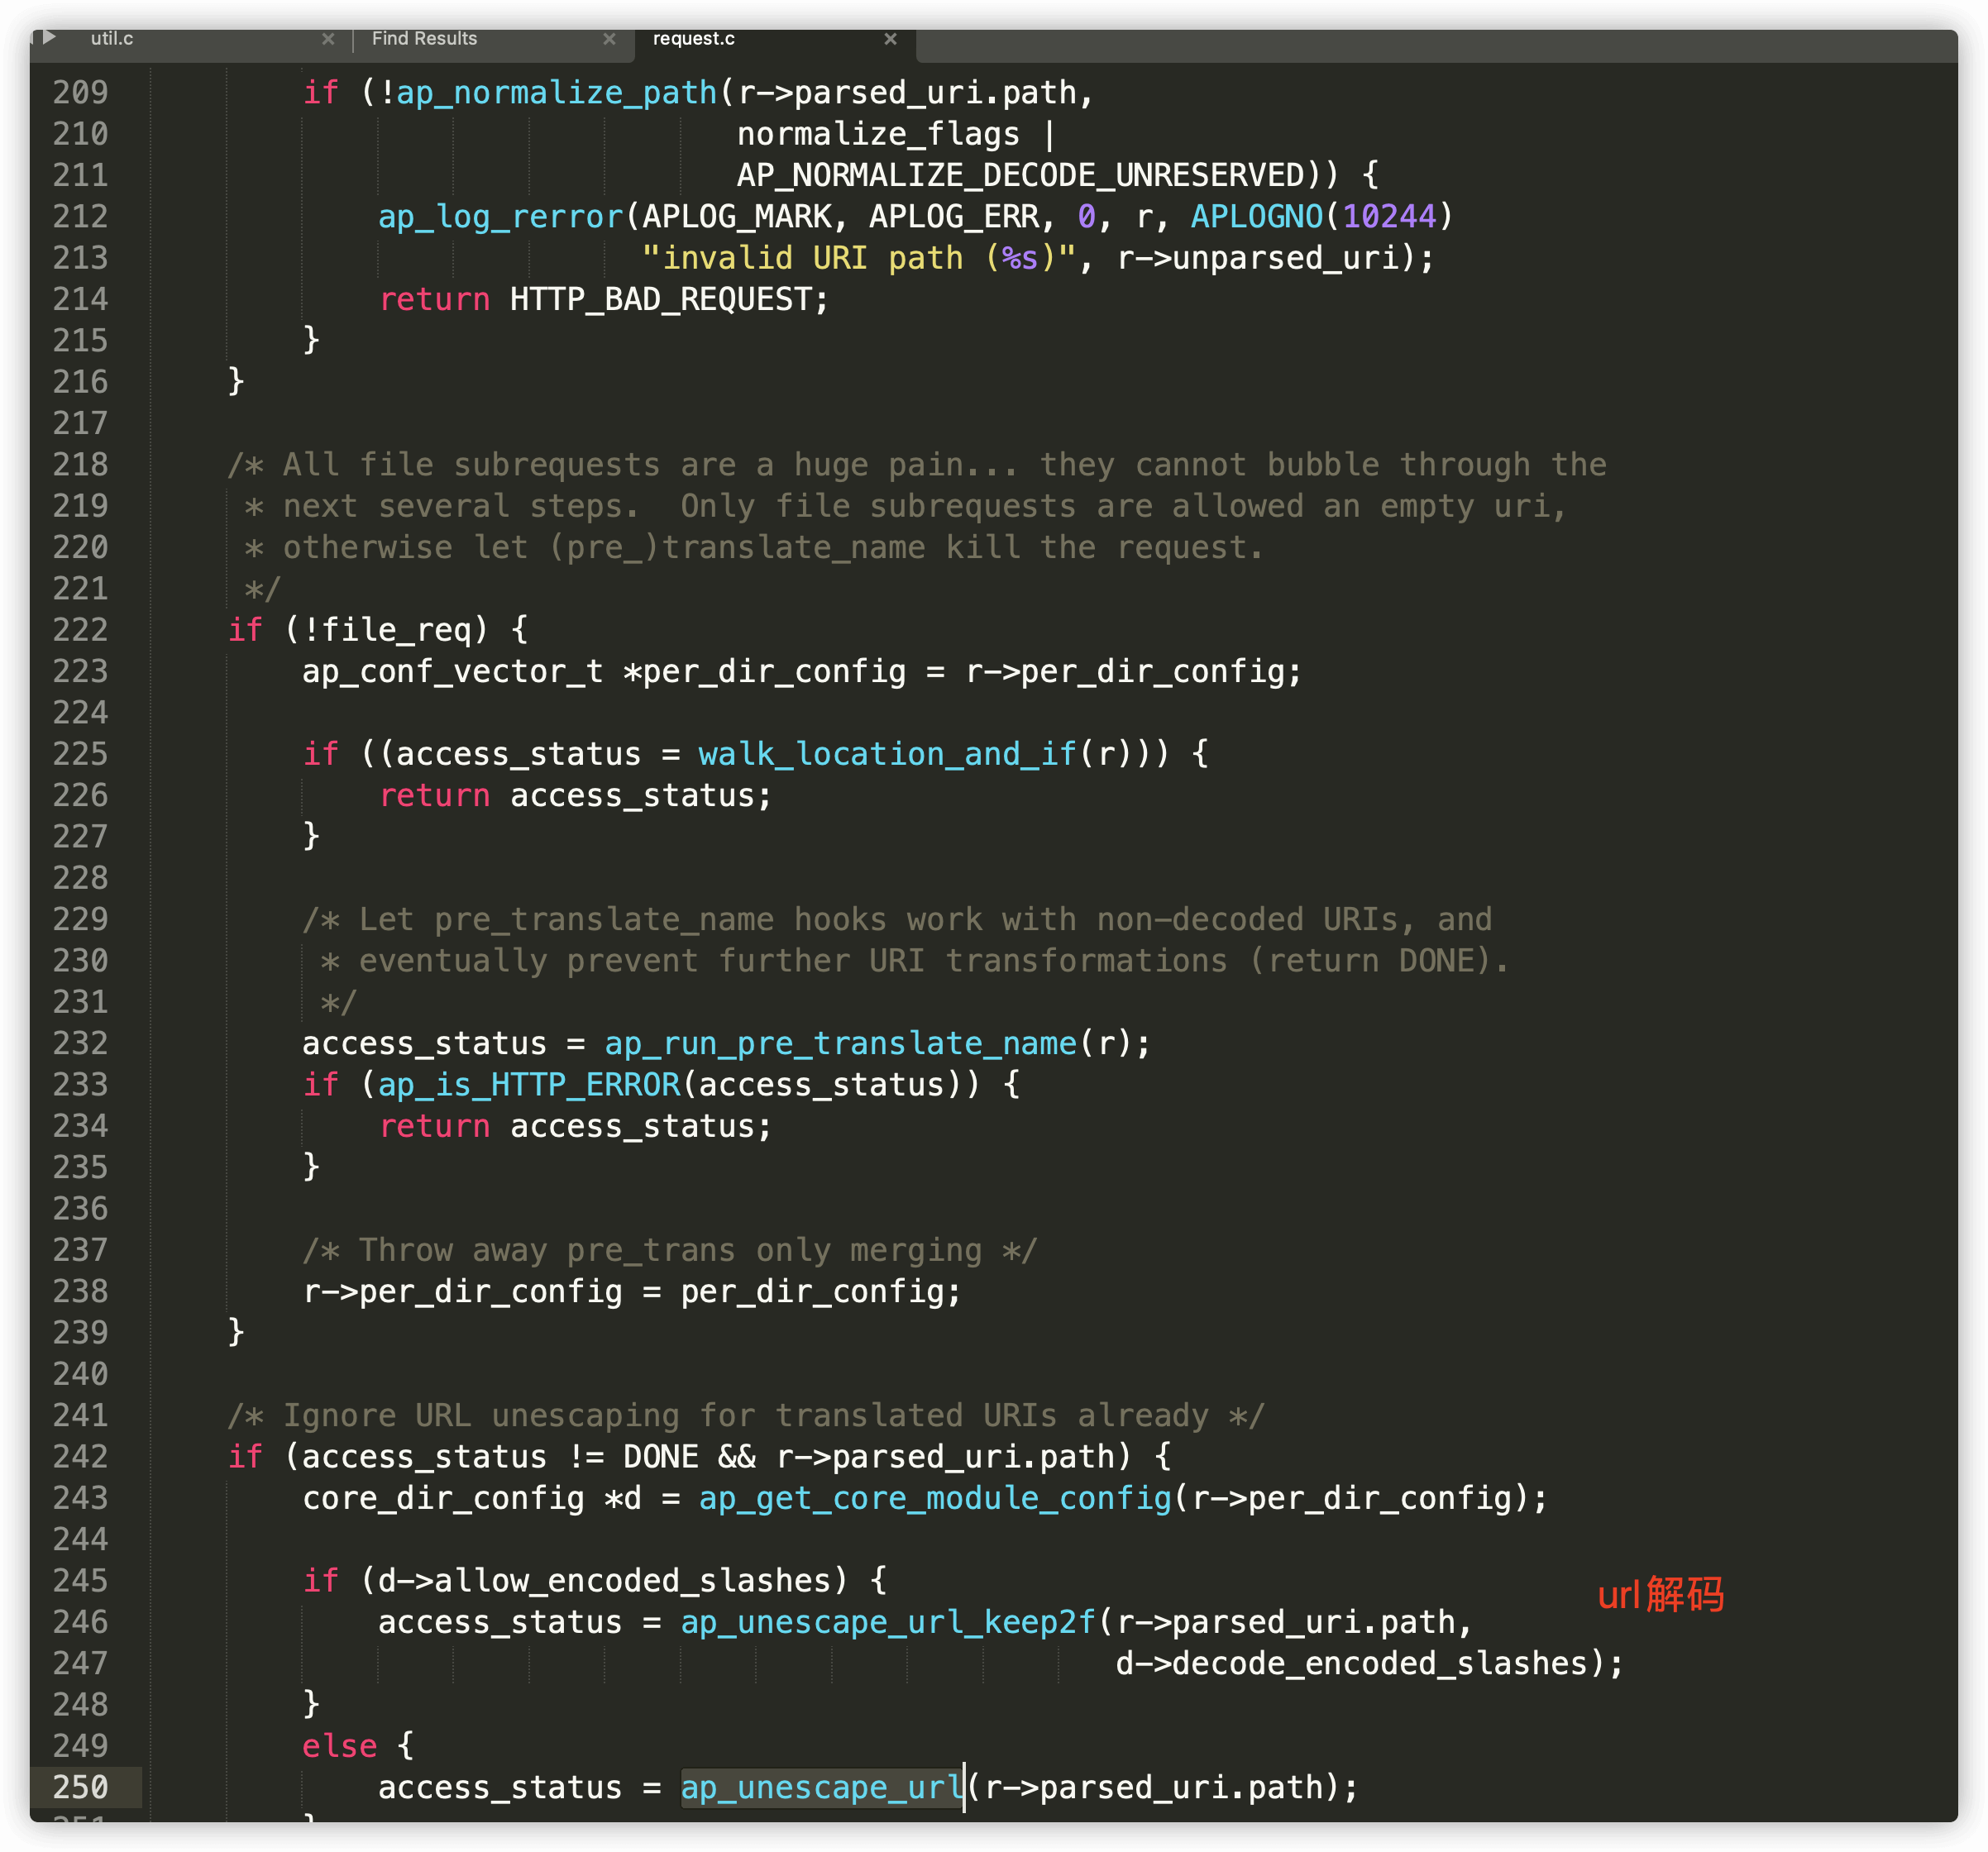 util.c × Find Results × request.c ×
209 if (!ap_normalize_path(r->parsed_uri.path,
210 normalize_flags |
211 AP_NORMALIZE_DECODE_UNRESERVED)) {
212 ap_log_rerror(APLOG_MARK, APLOG_ERR, 0, r, APLOGNO(10244)
213 "invalid URI path (%s)", r->unparsed_uri);
214 return HTTP_BAD_REQUEST;
215 }
216 }
217
218 /* All file subrequests are a huge pain... they cannot bubble through the
219 * next several steps.  Only file subrequests are allowed an empty uri,
220 * otherwise let (pre_)translate_name kill the request.
221 */
222 if (!file_req) {
223 ap_conf_vector_t *per_dir_config = r->per_dir_config;
224
225 if ((access_status = walk_location_and_if(r))) {
226 return access_status;
227 }
228
229 /* Let pre_translate_name hooks work with non-decoded URIs, and
230 * eventually prevent further URI transformations (return DONE).
231 */
232 access_status = ap_run_pre_translate_name(r);
233 if (ap_is_HTTP_ERROR(access_status)) {
234 return access_status;
235 }
236
237 /* Throw away pre_trans only merging */
238 r->per_dir_config = per_dir_config;
239 }
240
241 /* Ignore URL unescaping for translated URIs already */
242 if (access_status != DONE && r->parsed_uri.path) {
243 core_dir_config *d = ap_get_core_module_config(r->per_dir_config);
244
245 if (d->allow_encoded_slashes) {
url解码
246 access_status = ap_unescape_url_keep2f(r->parsed_uri.path,
247 d->decode_encoded_slashes);
248 }
249 else {
250 access_status = ap_unescape_url(r->parsed_uri.path);
251 }